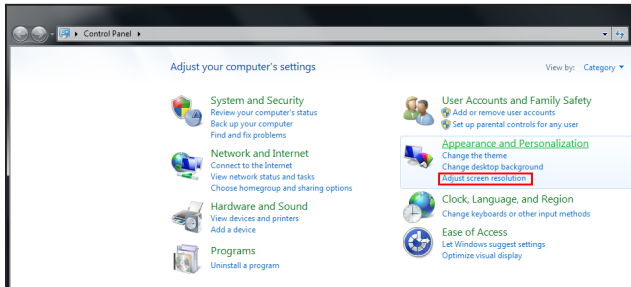 Control Panel
Adjust your computer's settings
View by: Category
System and Security
Review your computer's status
Back up your computer
Find and fix problems
Network and Internet
Connect to the Internet
View network status and tasks
Choose homegroup and sharing options
Hardware and Sound
View devices and printers
Add a device
Programs
Uninstall a program
User Accounts and Family Safety
Add or remove user accounts
Set up parental controls for any user
Appearance and Personalization
Change the theme
Change desktop background
Adjust screen resolution
Clock, Language, and Region
Change keyboards or other input methods
Ease of Access
Let Windows suggest settings
Optimize visual display